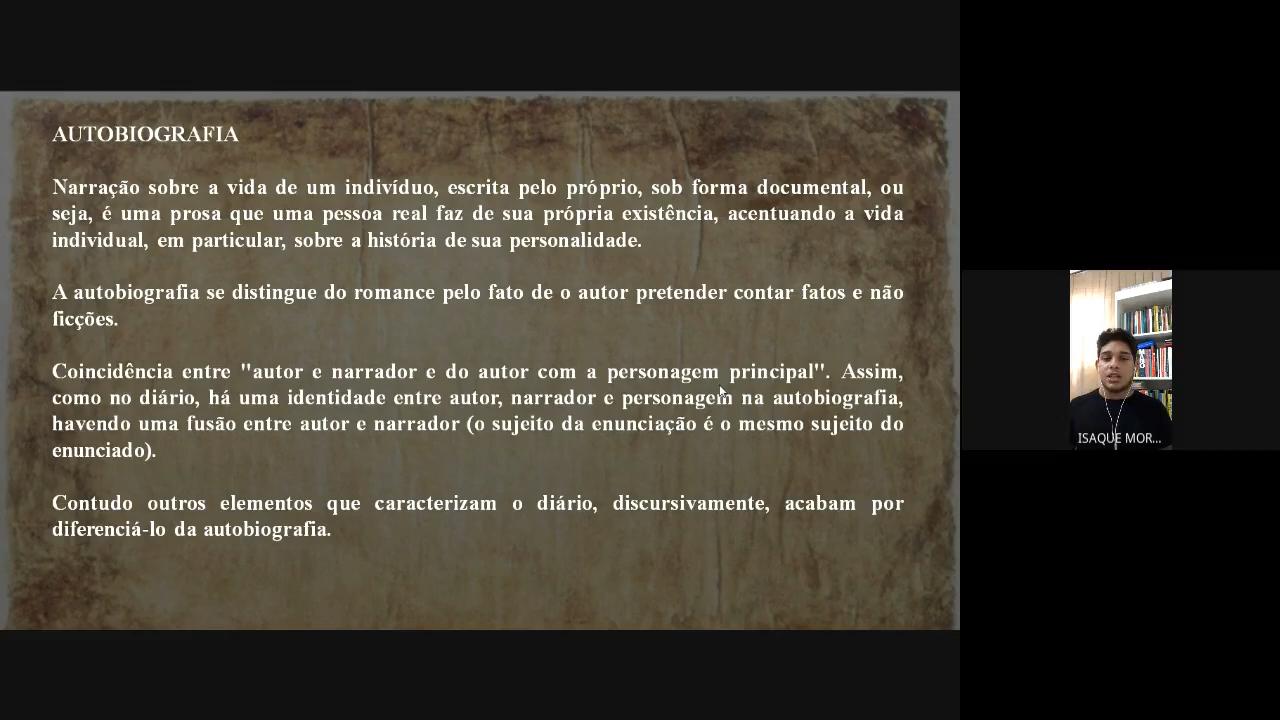 AUTOBIOGRAFIA
Narração sobre a vida de um indivíduo, escrita pelo próprio, sob forma documental, ou
seja, é uma prosa que uma pessoa real faz de sua própria existência, acentuando a vida
individual, em particular, sobre a história de sua personalidade.
A autobiografia se distingue do romance pelo fato de o autor pretender contar fatos e não
ficções.
Coincidência entre "autor e narrador e do autor com a personagem principal". Assim,
como no diário, há uma identidade entre autor, narrador e personagem na autobiografia,
havendo uma fusão entre autor e narrador (o sujeito da enunciação é o mesmo sujeito do
enunciado).
Contudo outros elementos que caracterizam o diário, discursivamente, acabam por
diferenciá-lo da autobiografia.
ISAQUE MOR...